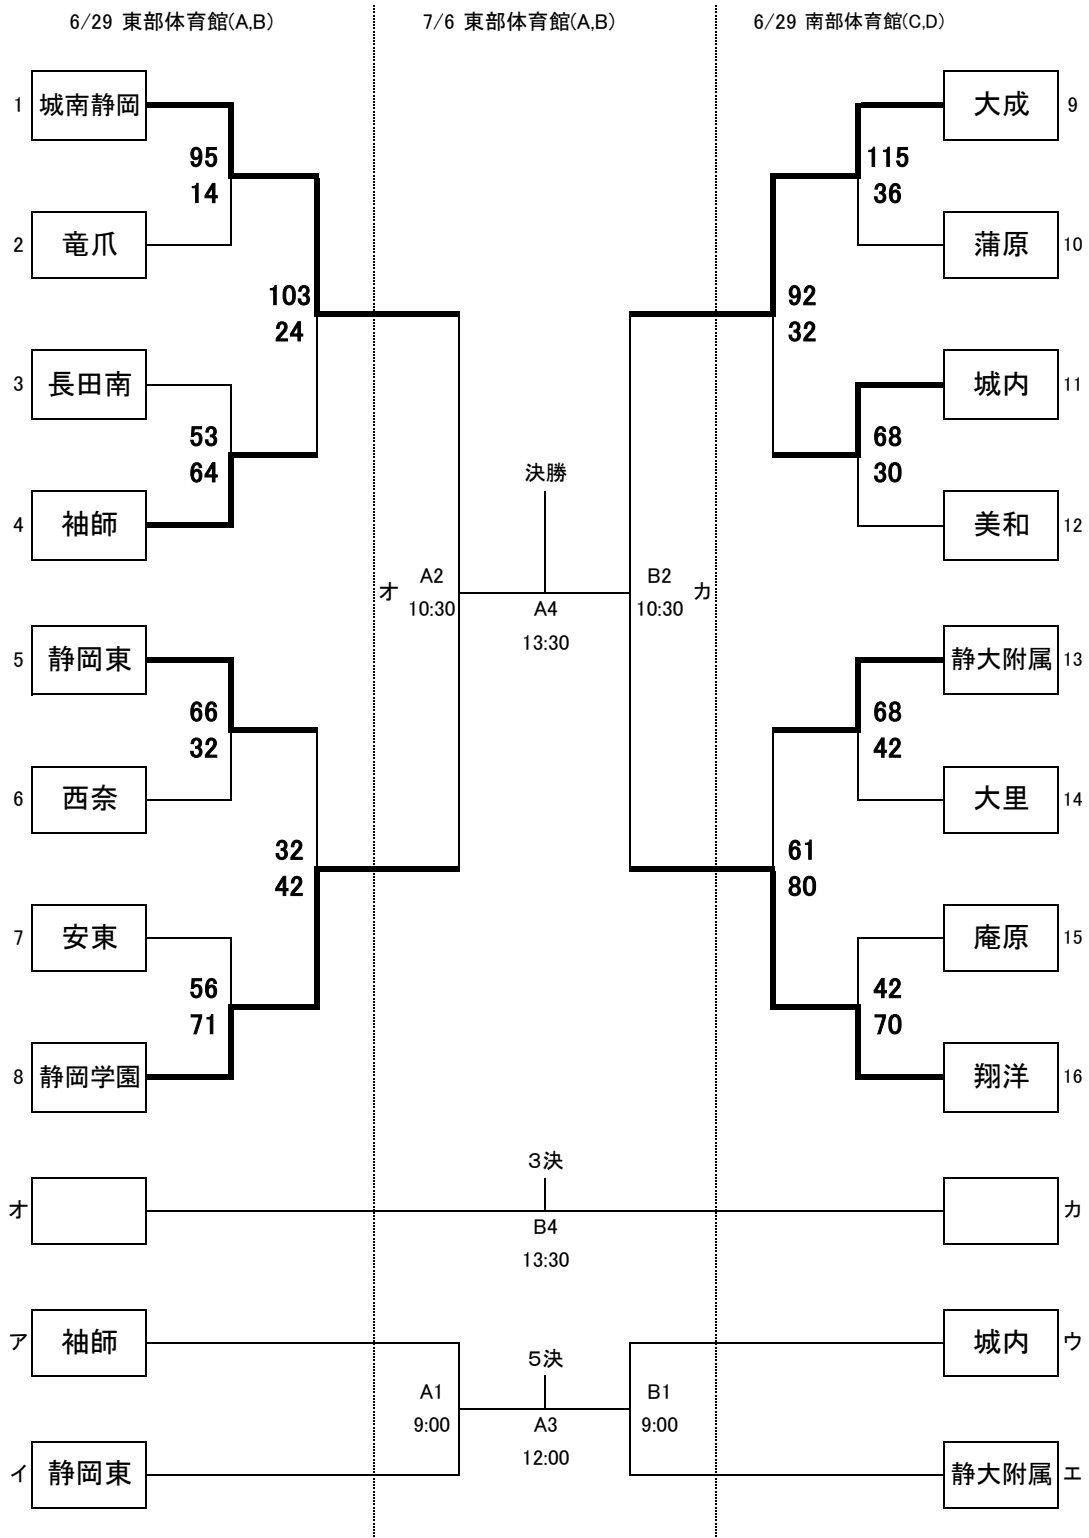 6/29 東部体育館(A,B)
7/6 東部体育館(A,B)
6/29 南部体育館(C,D)
1 城南静岡
95
14
2 竜爪
103
24
3 長田南
53
64
4 袖師
5 静岡東
66
32
6 西奈
32
42
7 安東
56
71
8 静岡学園
決勝
オ
A2
10:30
A4
13:30
B2
10:30
カ
大成 9
115
36
蒲原 10
92
32
城内 11
68
30
美和 12
静大附属 13
68
42
大里 14
61
80
庵原 15
42
70
翔洋 16
3決
オ
B4
13:30
カ
ア 袖師
城内 ウ
5決
A1
9:00
A3
12:00
B1
9:00
イ 静岡東
静大附属 エ